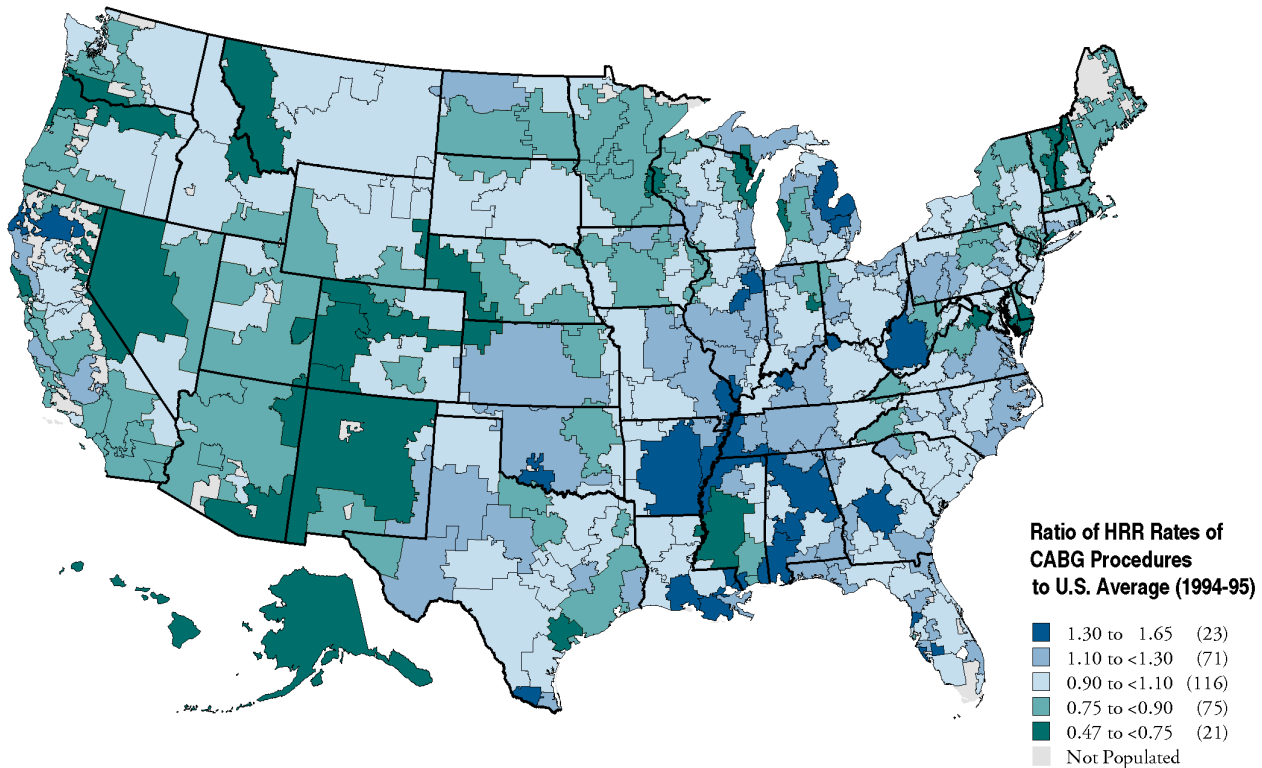 Ratio of HRR Rates of
CABG Procedures
to U.S. Average (1994-95)
1.30 to 1.65 (23)
1.10 to <1.30 (71)
0.90 to <1.10 (116)
0.75 to <0.90 (75)
0.47 to <0.75 (21)
Not Populated